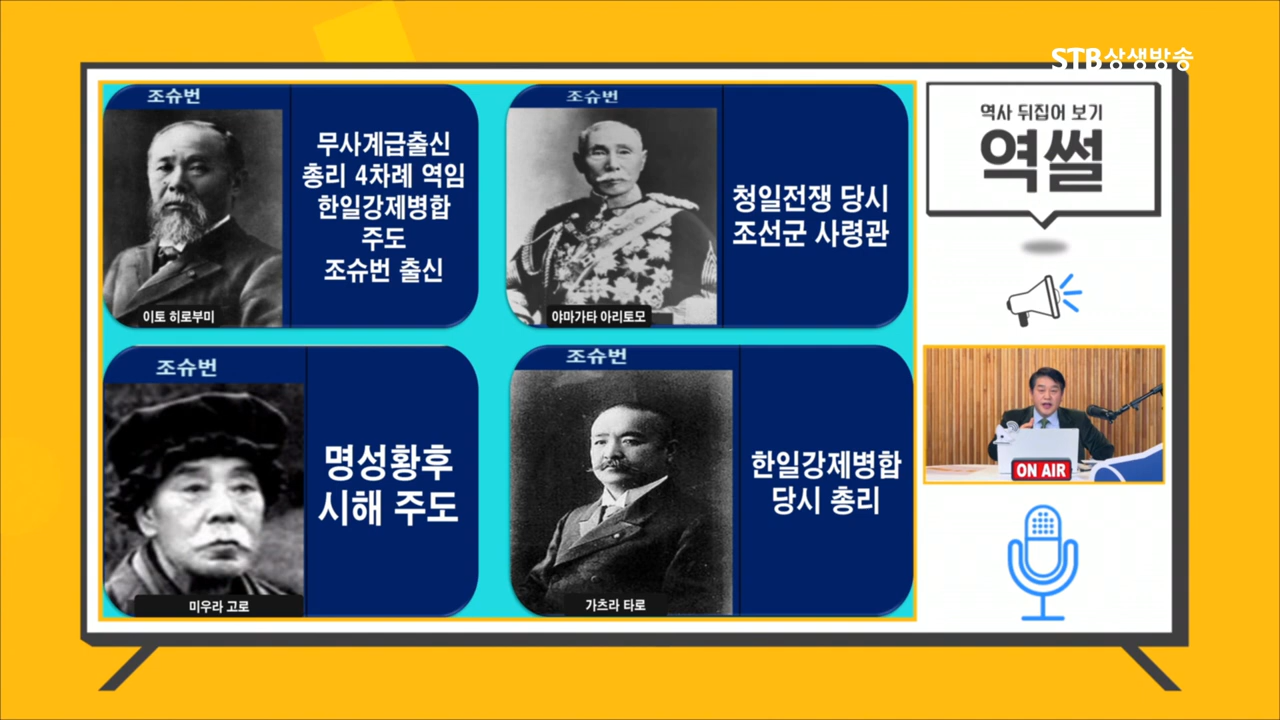 STB상생방송
조슈번
무사계급출신
총리 4차례 역임
한일강제병합
주도
조슈번 출신
이토 히로부미
조슈번
청일전쟁 당시
조선군 사령관
야마가타 아리토모
조슈번
명성황후
시해 주도
미우라 고로
조슈번
한일강제병합
당시 총리
가츠라 타로
역사 뒤집어 보기
역썰
ON AIR